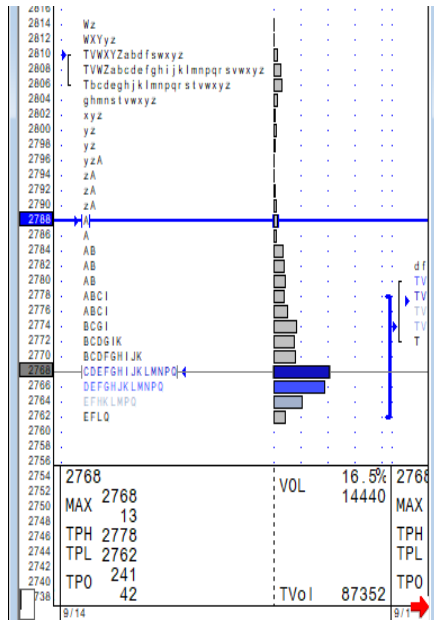 2816
2814 Wz
2812 WXYyz
2810 TVWXYZabdfswxyz
2808 TVWZabcdefghijklmnpqrsvwxyz
2806 Tbcdeghjklmnpqrstvwxyz
2804 ghmnstvwxyz
2802 xyz
2800 yz
2798 yz
2796 yzA
2794 zA
2792 zA
2790 zA
2788 A
2786 A
2784 AB
2782 AB df
2780 AB TV
2778 ABCI TV
2776 ABCI TV
2774 BCGI TV
2772 BCDGIK T
2770 BCDFGHIJK
2768 CDEFGHIJKLMNPQ
2766 DEFGHJKLMNPQ
2764 EFHKLMPQ
2762 EFLQ
2760
2758
2756
2754 2768 VOL 16.5% 2768
2752 MAX 2768 14440 MAX
2750
2748 13
2746 TPH 2778 TPH
2744 TPL 2762 TPL
2742
2740 TPO 241 TPO
738 42 TVol 87352
9/14 9/1